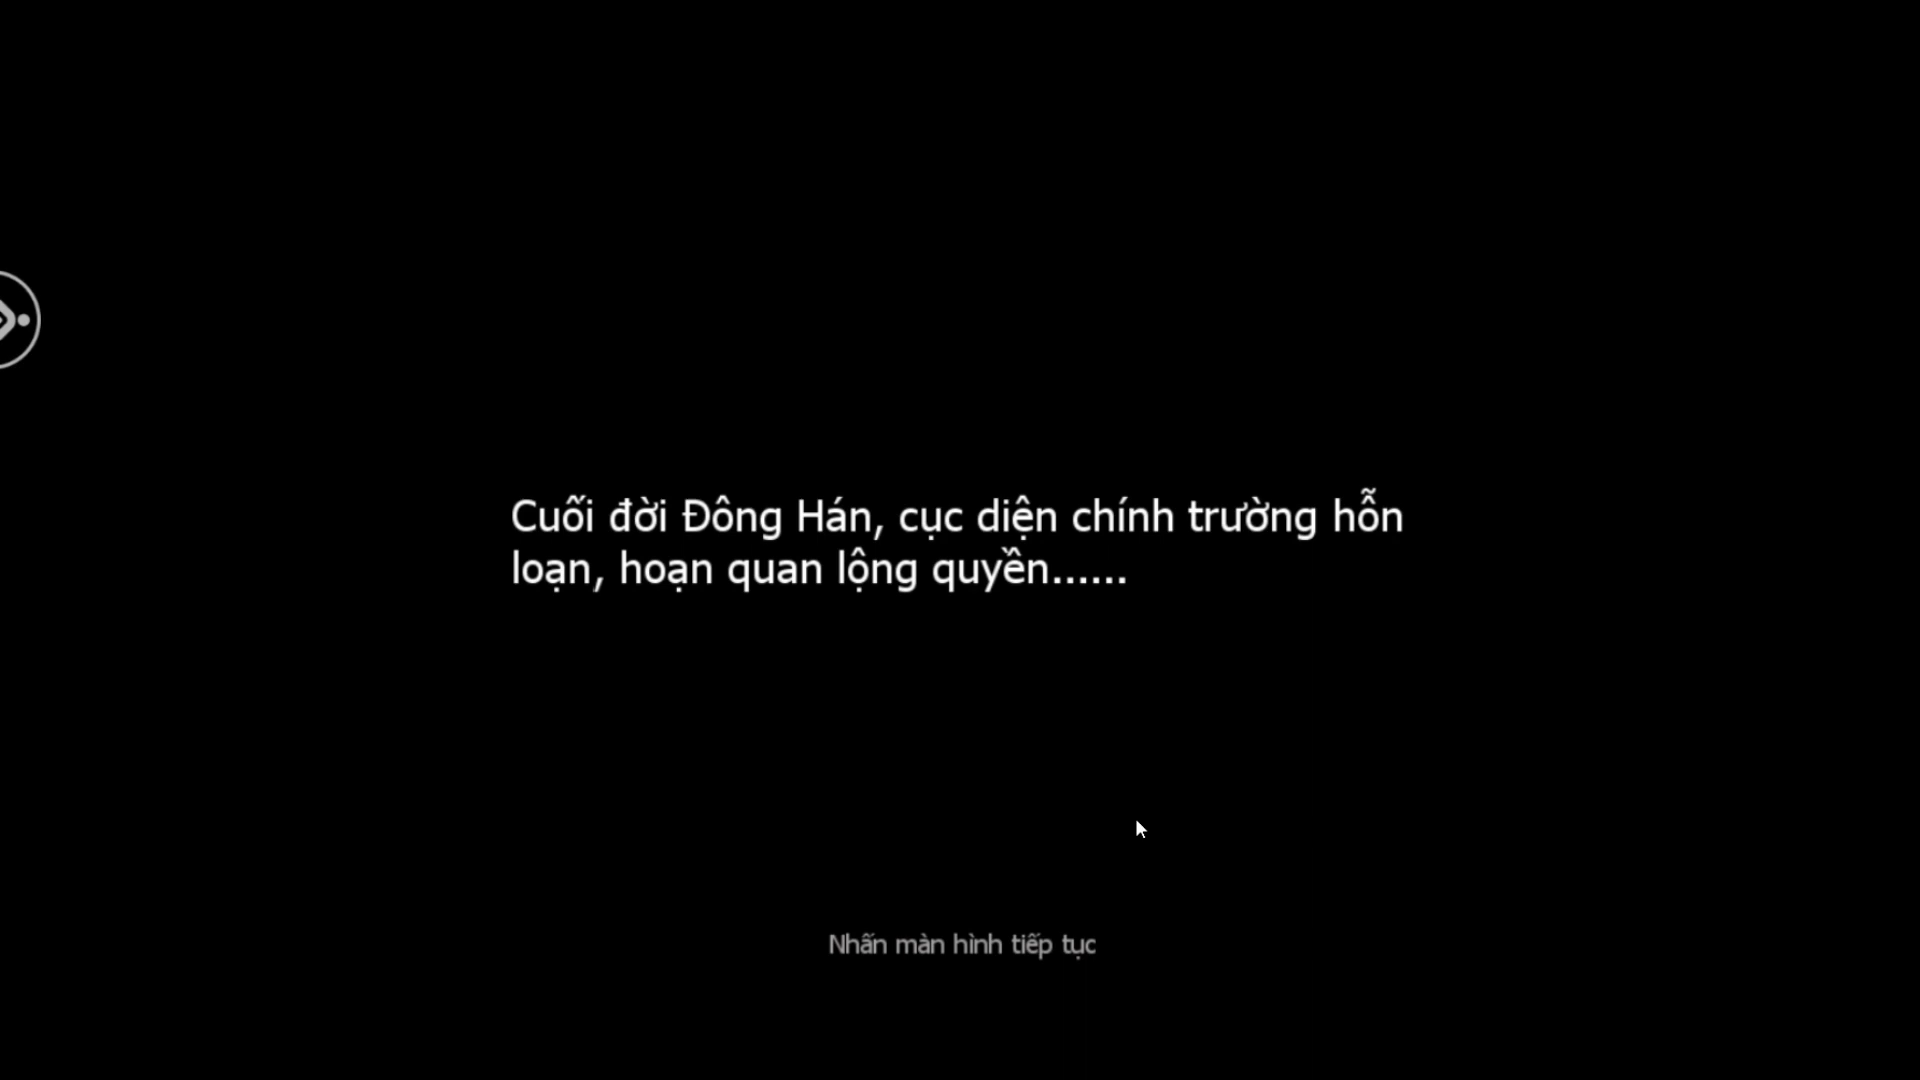 Cuối đời Đông Hán, cục diện chính trường hỗn
loạn, hoạn quan lộng quyền......
Nhấn màn hình tiếp tục